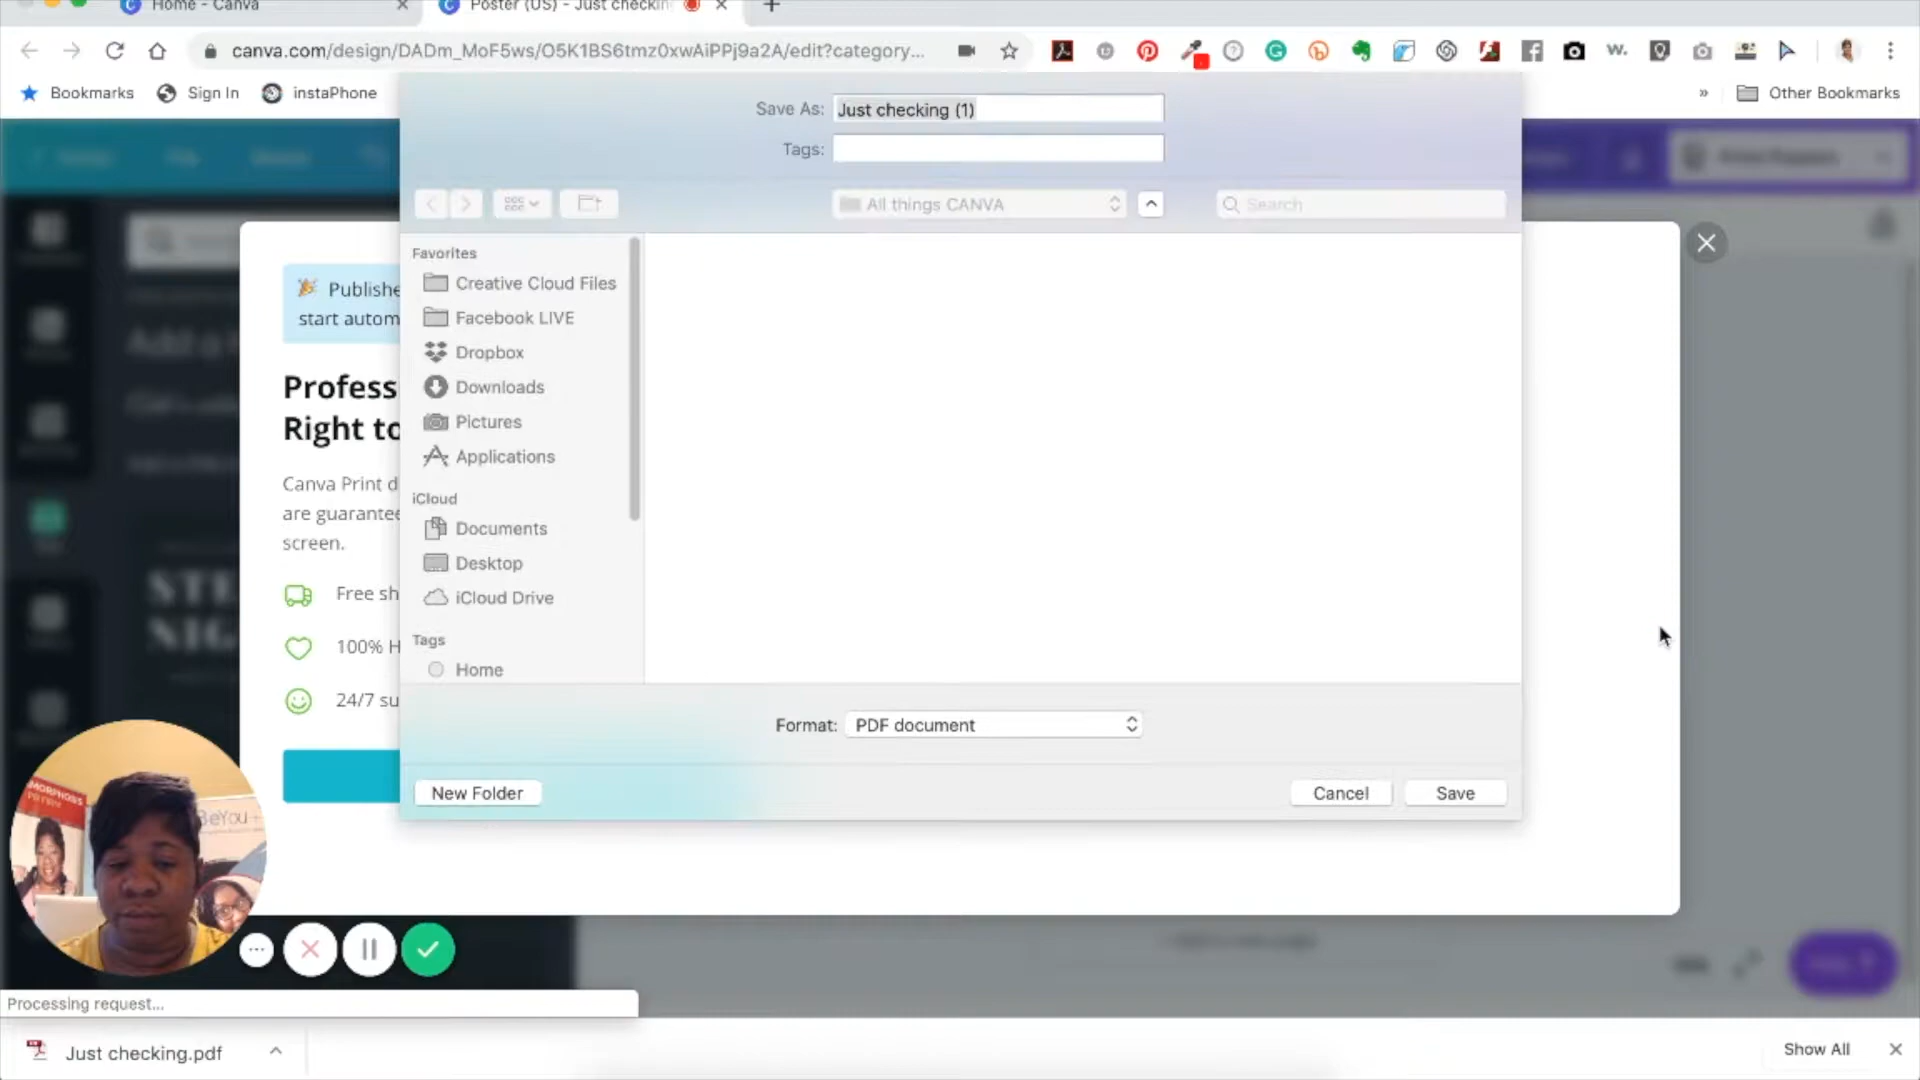 Home - Canva
Poster (US) - Just checkin
canva.com/design/DADm_MoF5ws/O5K1BS6tmz0xwAiPPj9a2A/edit?category...
Bookmarks
Sign In
instaPhone
»
Other Bookmarks
Save As: Just checking (1)
Tags:
All things CANVA
Search
Favorites
Creative Cloud Files
Facebook LIVE
Dropbox
Downloads
Pictures
Applications
iCloud
Documents
Desktop
iCloud Drive
Tags
Home
Publishe
start autom
Profess
Right to
Canva Print d
are guarantee
screen.
Free sh
100% H
24/7 su
Format: PDF document
New Folder
Cancel
Save
BeYou
Processing request...
Just checking.pdf
Show All